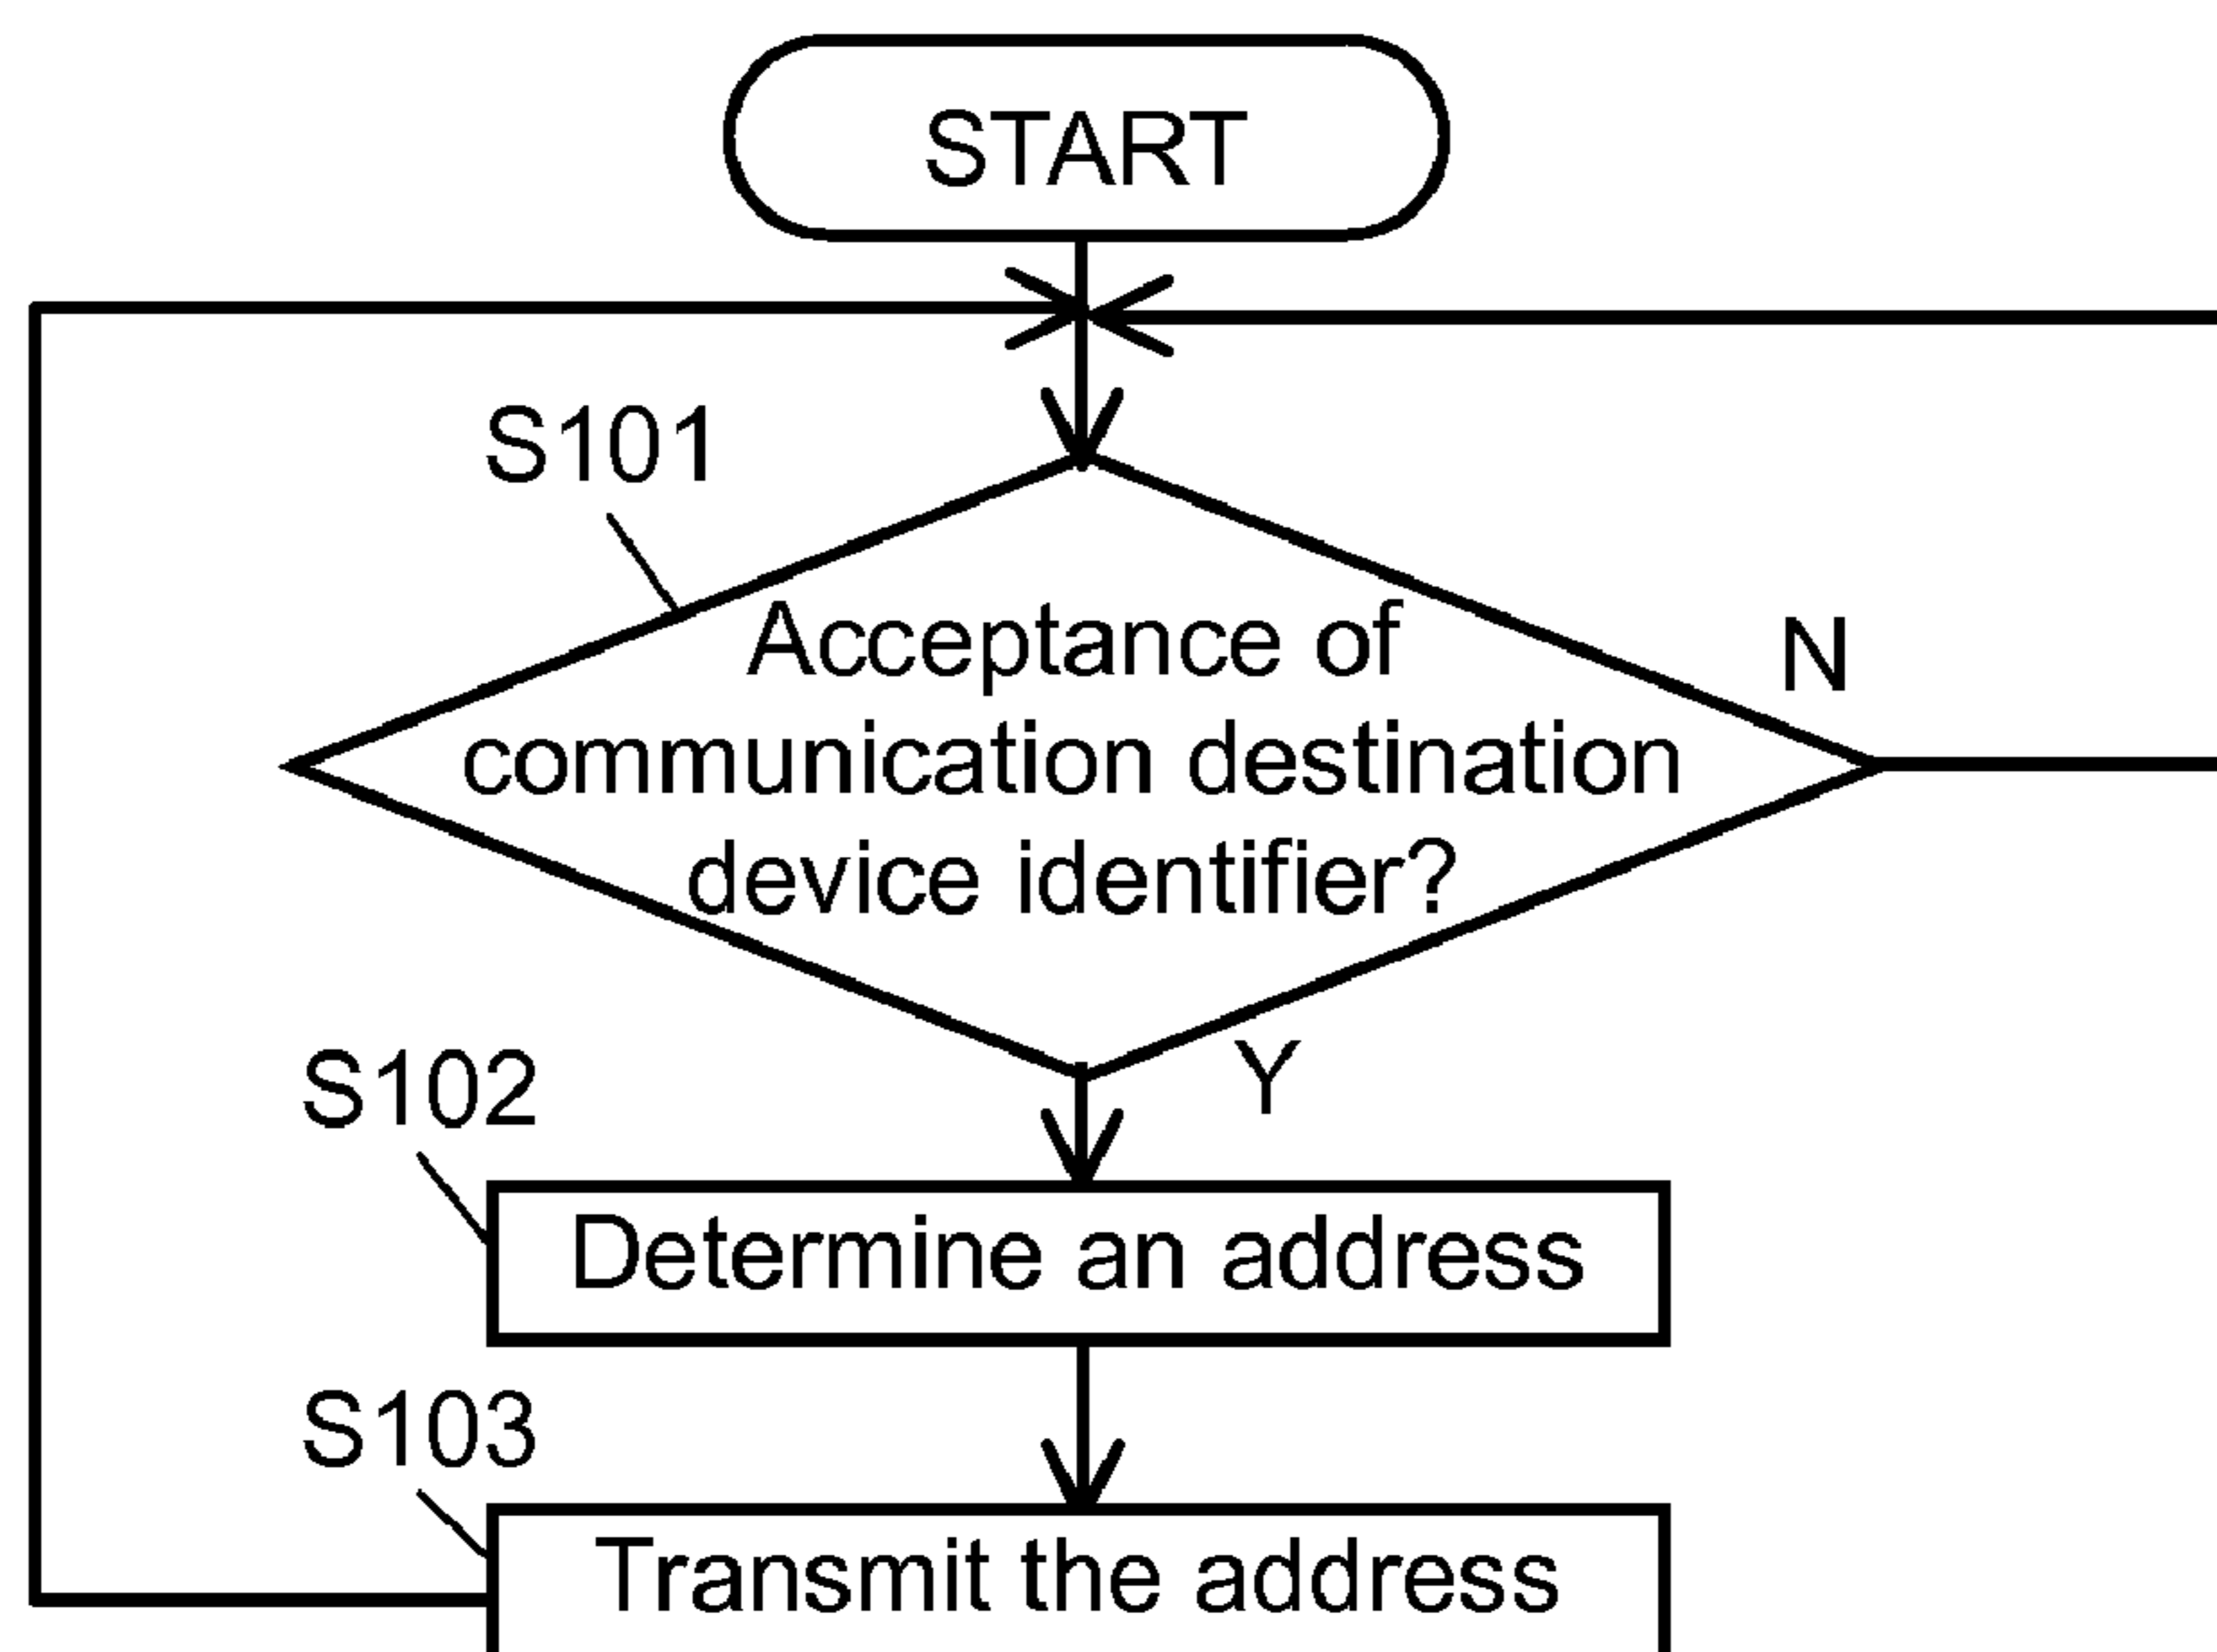 START
S101
Acceptance of
N
communication destination
device identifier?
Y
S102
Determine an address
S103
Transmit the address